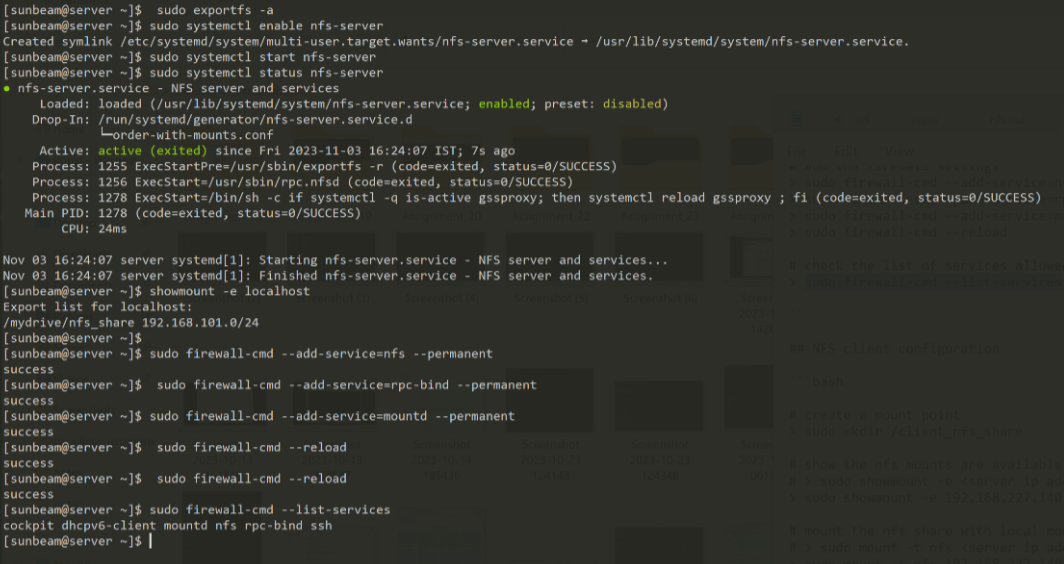 [sunbeam@server ~]$  sudo exportfs -a
[sunbeam@server ~]$ sudo systemctl enable nfs-server
Created symlink /etc/systemd/system/multi-user.target.wants/nfs-server.service → /usr/lib/systemd/system/nfs-server.service.
[sunbeam@server ~]$ sudo systemctl start nfs-server
[sunbeam@server ~]$ sudo systemctl status nfs-server
● nfs-server.service - NFS server and services
     Loaded: loaded (/usr/lib/systemd/system/nfs-server.service; enabled; preset: disabled)
    Drop-In: /run/systemd/generator/nfs-server.service.d
             └─order-with-mounts.conf
     Active: active (exited) since Fri 2023-11-03 16:24:07 IST; 7s ago
    Process: 1255 ExecStartPre=/usr/sbin/exportfs -r (code=exited, status=0/SUCCESS)
    Process: 1256 ExecStart=/usr/sbin/rpc.nfsd (code=exited, status=0/SUCCESS)
    Process: 1278 ExecStart=/bin/sh -c if systemctl -q is-active gssproxy; then systemctl reload gssproxy ; fi (code=exited, status=0/SUCCESS)
   Main PID: 1278 (code=exited, status=0/SUCCESS)
        CPU: 24ms

Nov 03 16:24:07 server systemd[1]: Starting nfs-server.service - NFS server and services...
Nov 03 16:24:07 server systemd[1]: Finished nfs-server.service - NFS server and services.
[sunbeam@server ~]$ showmount -e localhost
Export list for localhost:
/mydrive/nfs_share 192.168.101.0/24
[sunbeam@server ~]$
[sunbeam@server ~]$ sudo firewall-cmd --add-service=nfs --permanent
success
[sunbeam@server ~]$  sudo firewall-cmd --add-service=rpc-bind --permanent
success
[sunbeam@server ~]$ sudo firewall-cmd --add-service=mountd --permanent
success
[sunbeam@server ~]$  sudo firewall-cmd --reload
success
[sunbeam@server ~]$  sudo firewall-cmd --reload
success
[sunbeam@server ~]$ sudo firewall-cmd --list-services
cockpit dhcpv6-client mountd nfs rpc-bind ssh
[sunbeam@server ~]$